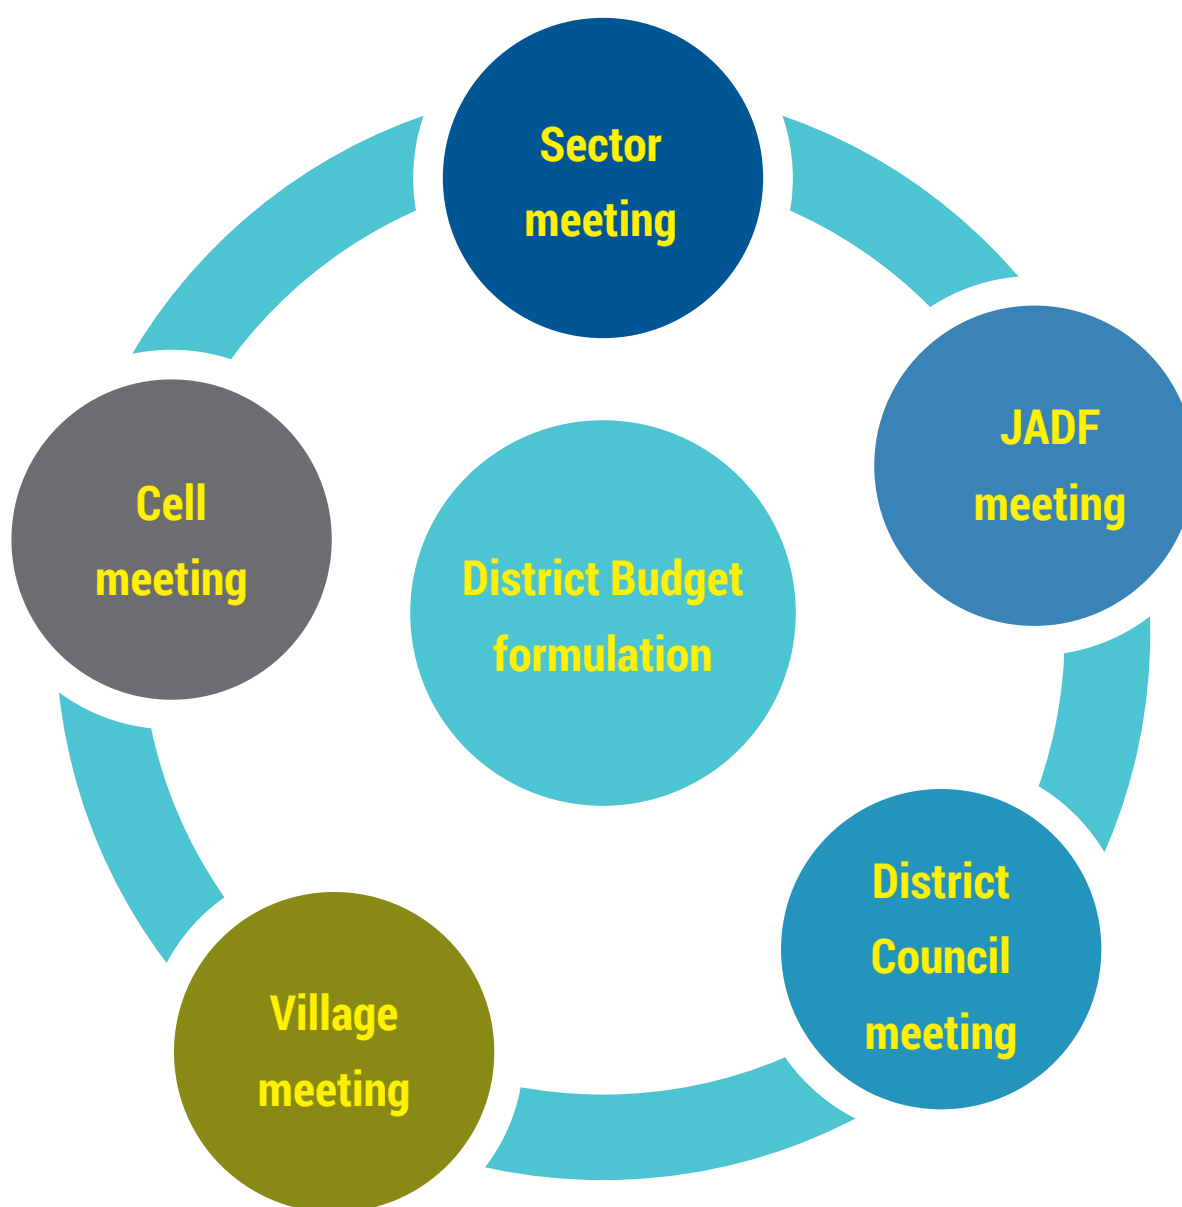 Sector
meeting
JADF
meeting
Cell
meeting
District Budget
formulation
District
Council
meeting
Village
meeting